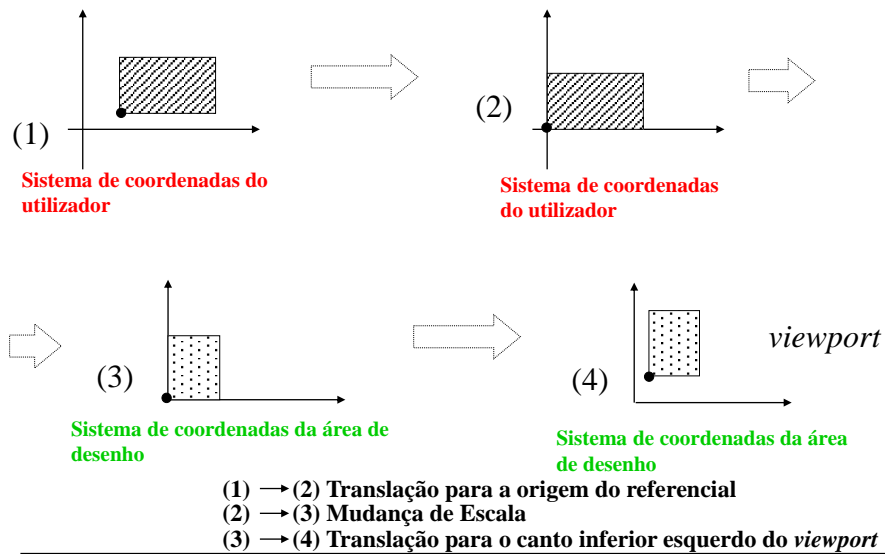 (1)
Sistema de coordenadas do
utilizador
(2)
Sistema de coordenadas
do utilizador
(3)
Sistema de coordenadas da área de
desenho
(4)
viewport
Sistema de coordenadas da área
de desenho
(1) → (2) Translação para a origem do referencial
(2) → (3) Mudança de Escala
(3) → (4) Translação para o canto inferior esquerdo do viewport